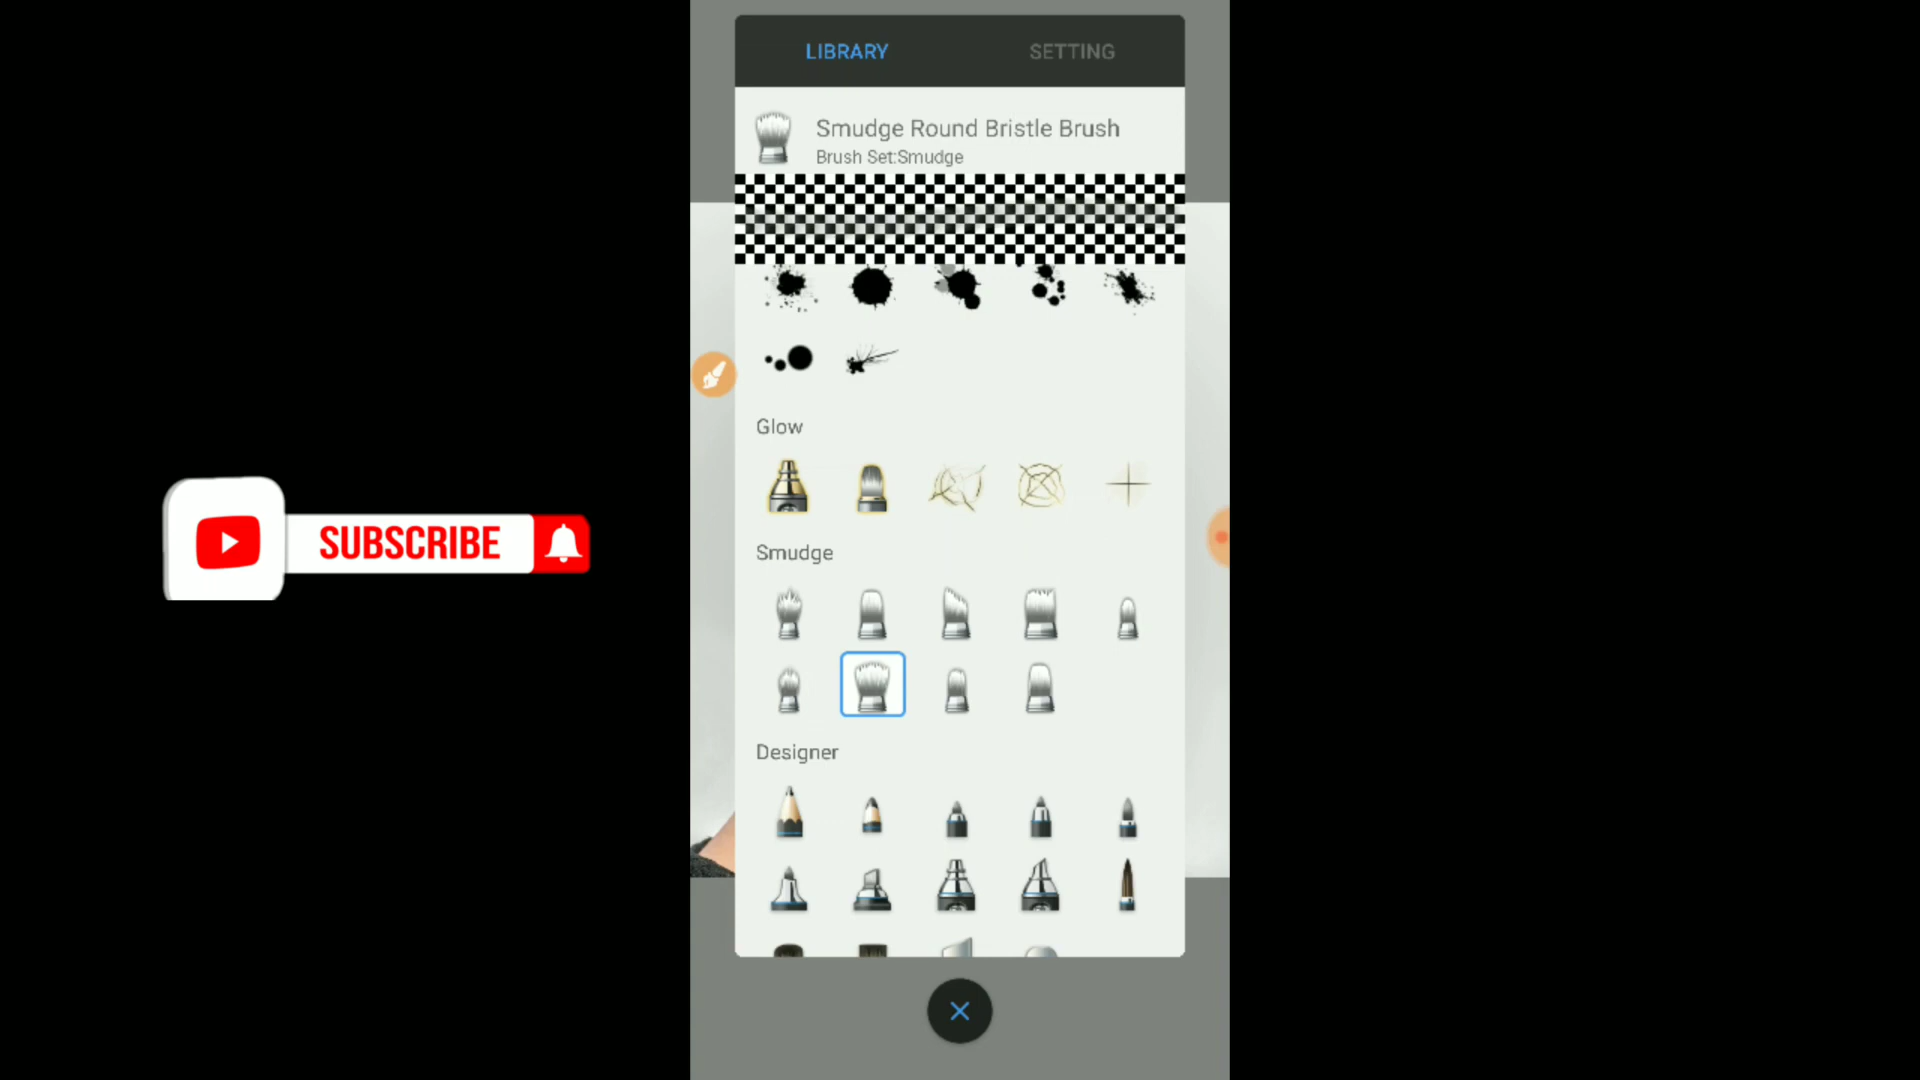 LIBRARY
SETTING
Smudge Round Bristle Brush
Brush Set:Smudge
Glow
SUBSCRIBE
Smudge
Designer